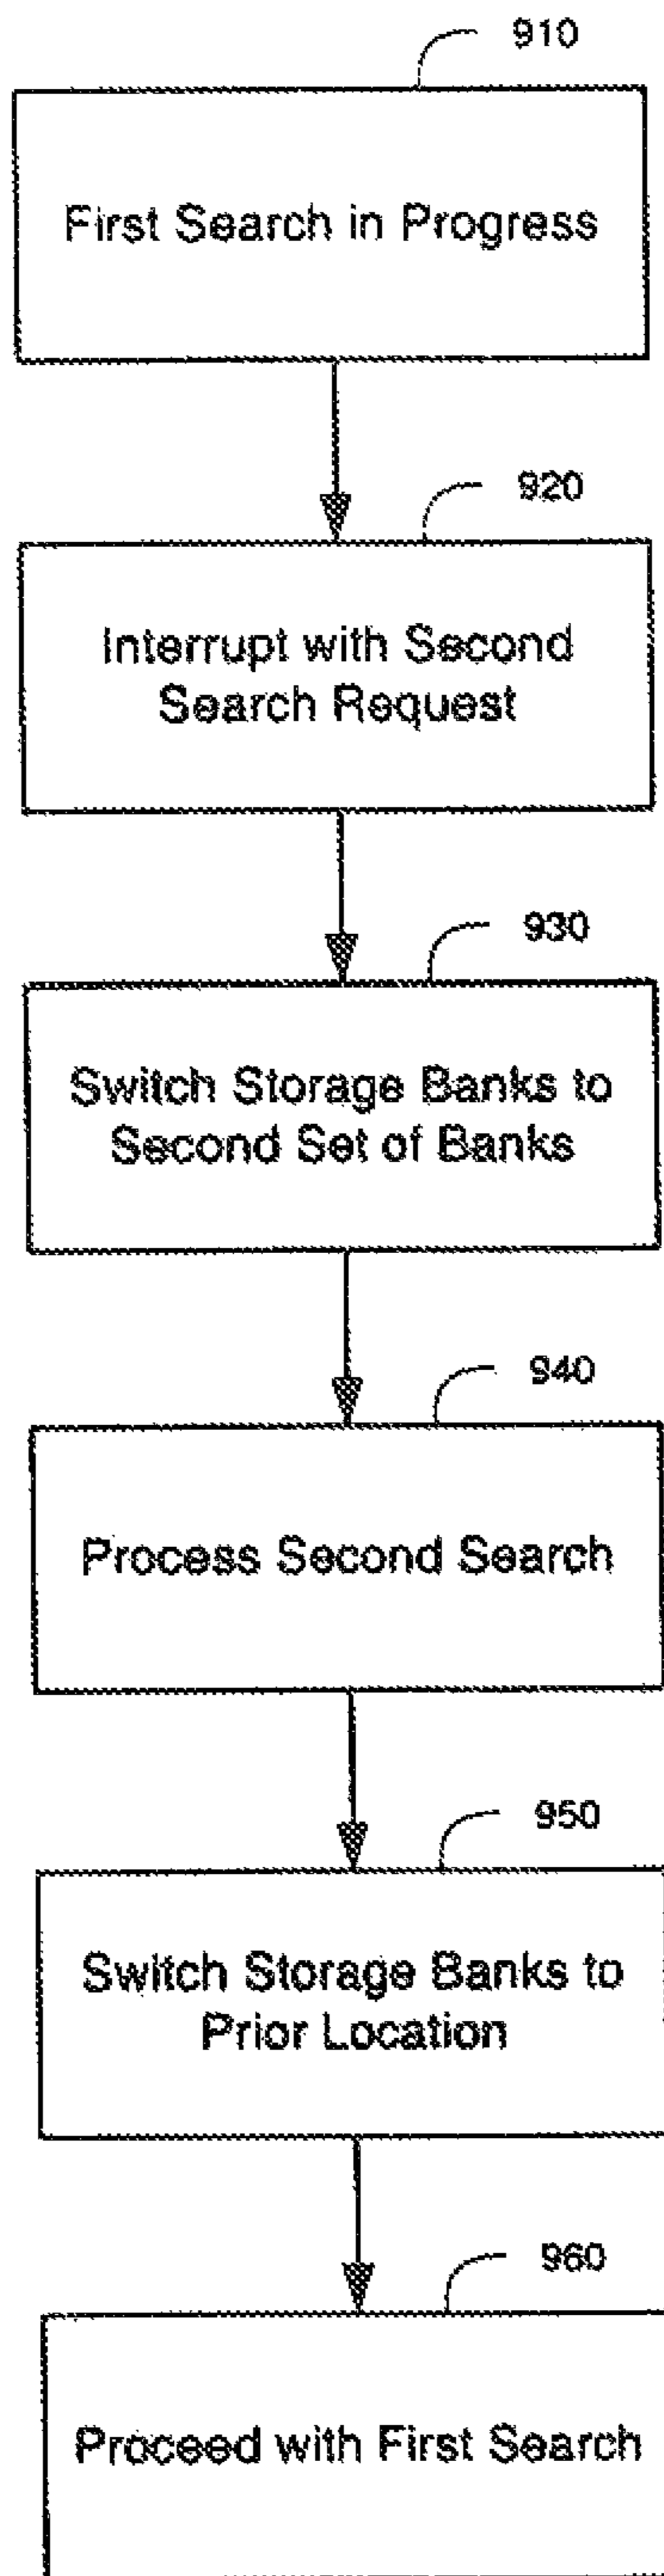 910
First Search in Progress
920
Interrupt with Second
Search Request
930
Switch Storage Banks to
Second Set of Banks
940
Process Second Search
950
Switch Storage Banks to
Prior Location
960
Proceed with First Search